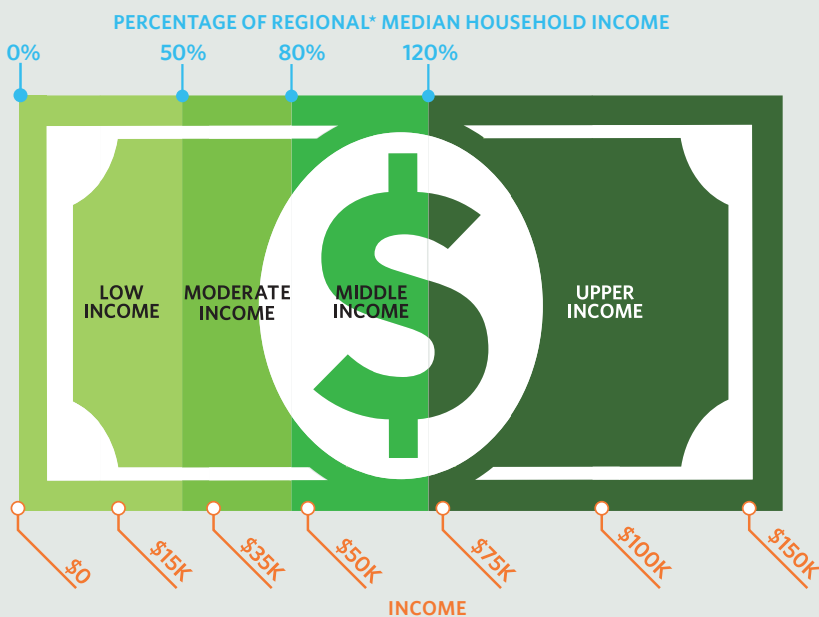 PERCENTAGE OF REGIONAL* MEDIAN HOUSEHOLD INCOME
0% 50% 80% 120%
LOW INCOME
MODERATE INCOME
MIDDLE INCOME
UPPER INCOME
$
$0 $15K $35K $50K $75K $100K $150K
INCOME